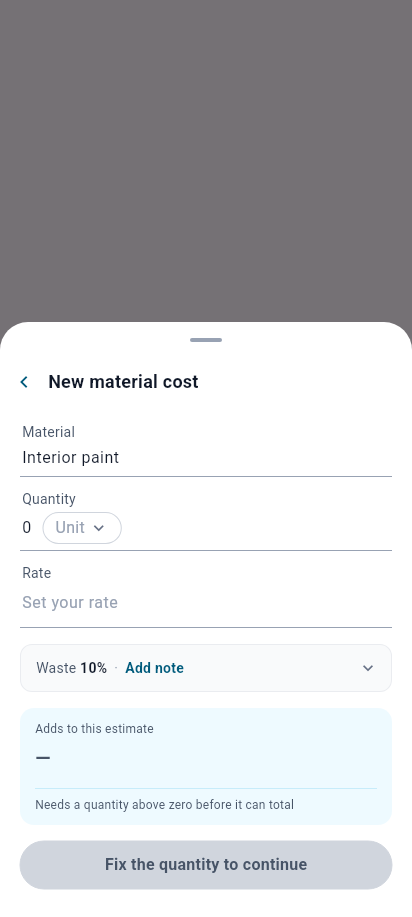 New material cost
Material
Interior paint
Quantity
0 Unit
Rate
Set your rate
Waste 10% · Add note
Adds to this estimate
—
Needs a quantity above zero before it can total
Fix the quantity to continue